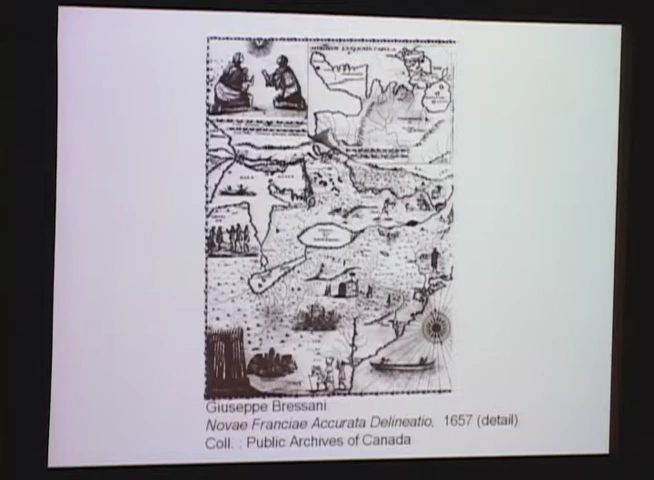 Giuseppe Bressani
Novae Franciae Accurata Delineatio, 1657 (detail)
Coll. : Public Archives of Canada